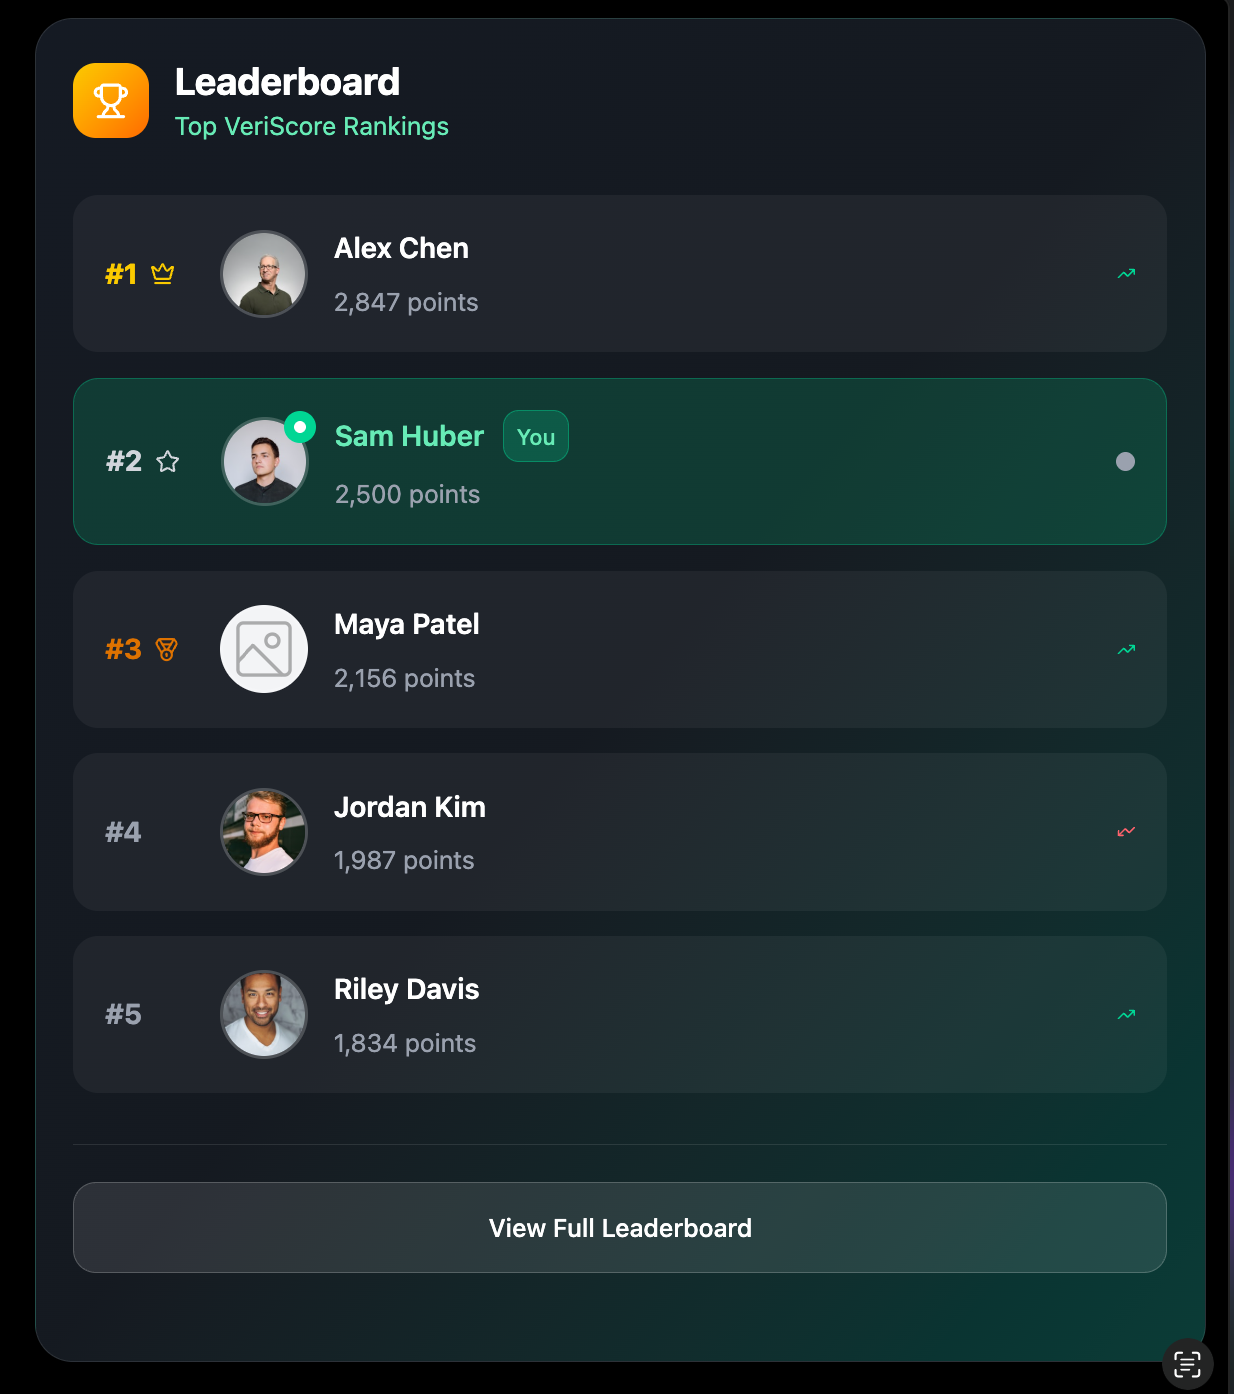 Leaderboard
Top VeriScore Rankings
#1
Alex Chen
2,847 points
#2
Sam Huber You
2,500 points
#3
Maya Patel
2,156 points
#4
Jordan Kim
1,987 points
#5
Riley Davis
1,834 points
View Full Leaderboard